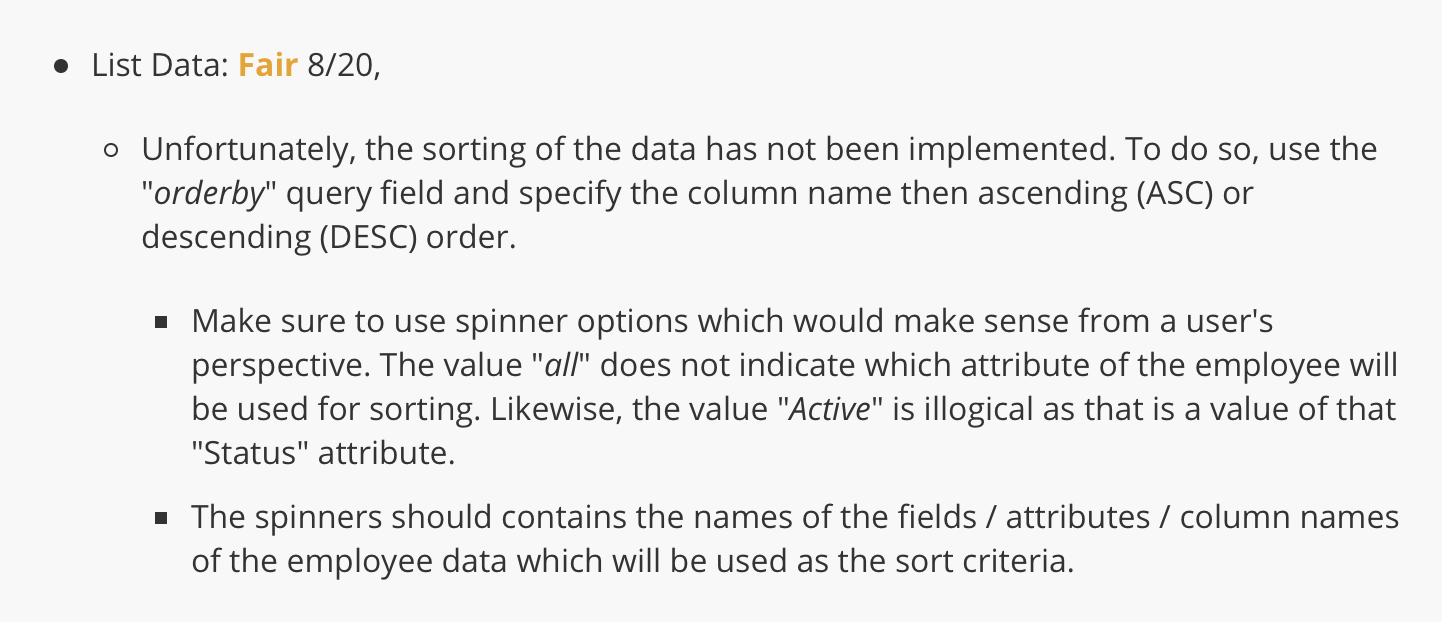 List Data: Fair 8/20,
Unfortunately, the sorting of the data has not been implemented. To do so, use the
"orderby" query field and specify the column name then ascending (ASC) or
descending (DESC) order.
Make sure to use spinner options which would make sense from a user's
perspective. The value "all" does not indicate which attribute of the employee will
be used for sorting. Likewise, the value "Active" is illogical as that is a value of that
"Status" attribute.
The spinners should contains the names of the fields / attributes / column names
of the employee data which will be used as the sort criteria.